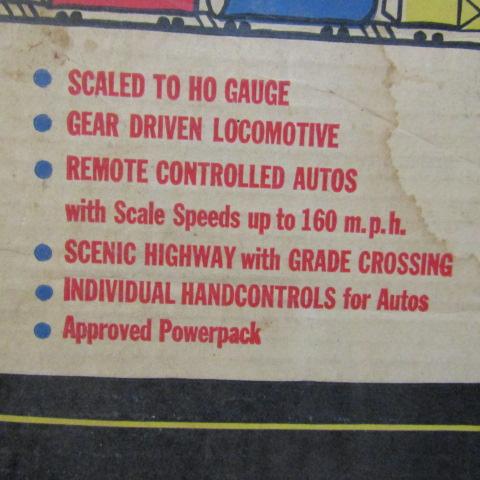 SCALED TO HO GAUGE
GEAR DRIVEN LOCOMOTIVE
REMOTE CONTROLLED AUTOS
with Scale Speeds up to 160 m.p.h.
SCENIC HIGHWAY with GRADE CROSSING
INDIVIDUAL HANDCONTROLS for Autos
Approved Powerpack